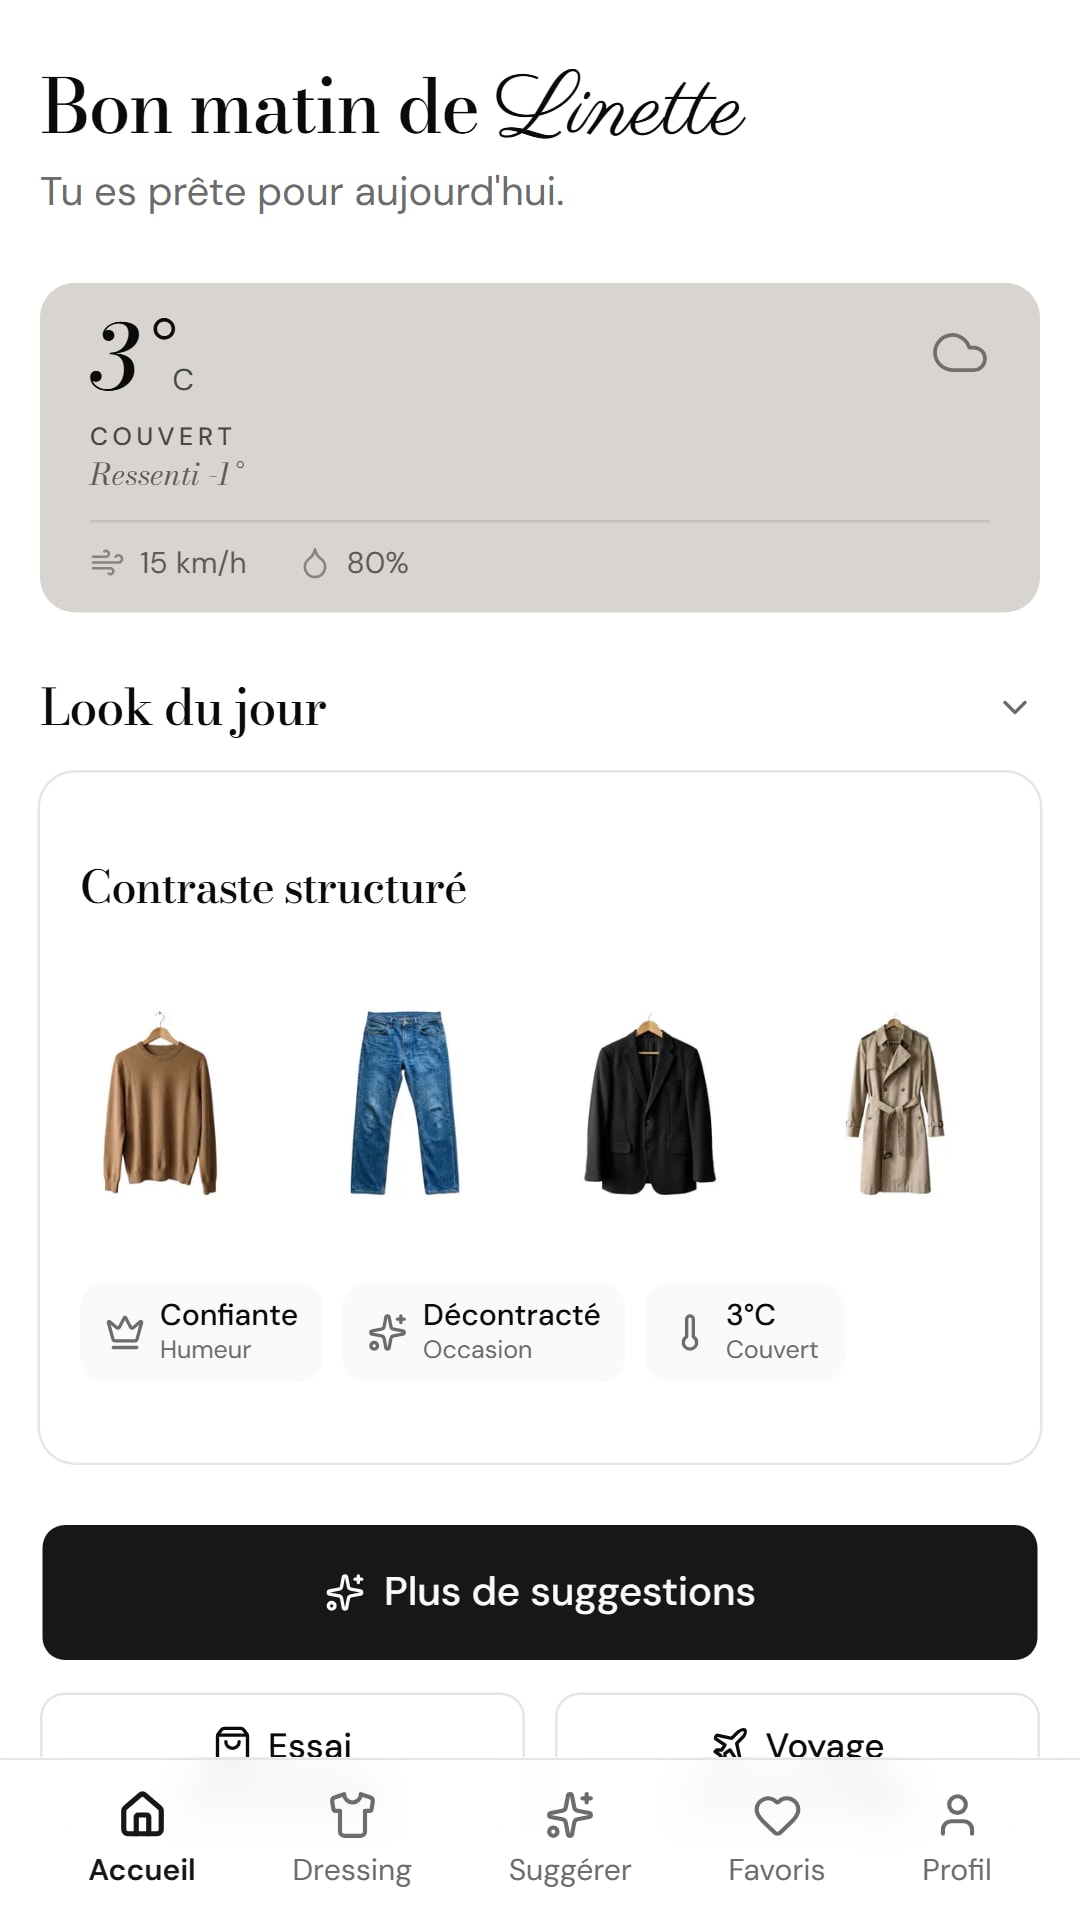 Bon matin de Linette
Tu es prête pour aujourd'hui.
3°C
COUVERT
Ressenti -1°
15 km/h 80%
Look du jour
Contraste structuré
Confiante Décontracté 3°C
Humeur Occasion Couvert
Plus de suggestions
Essai Voyage
Accueil Dressing Suggérer Favoris Profil